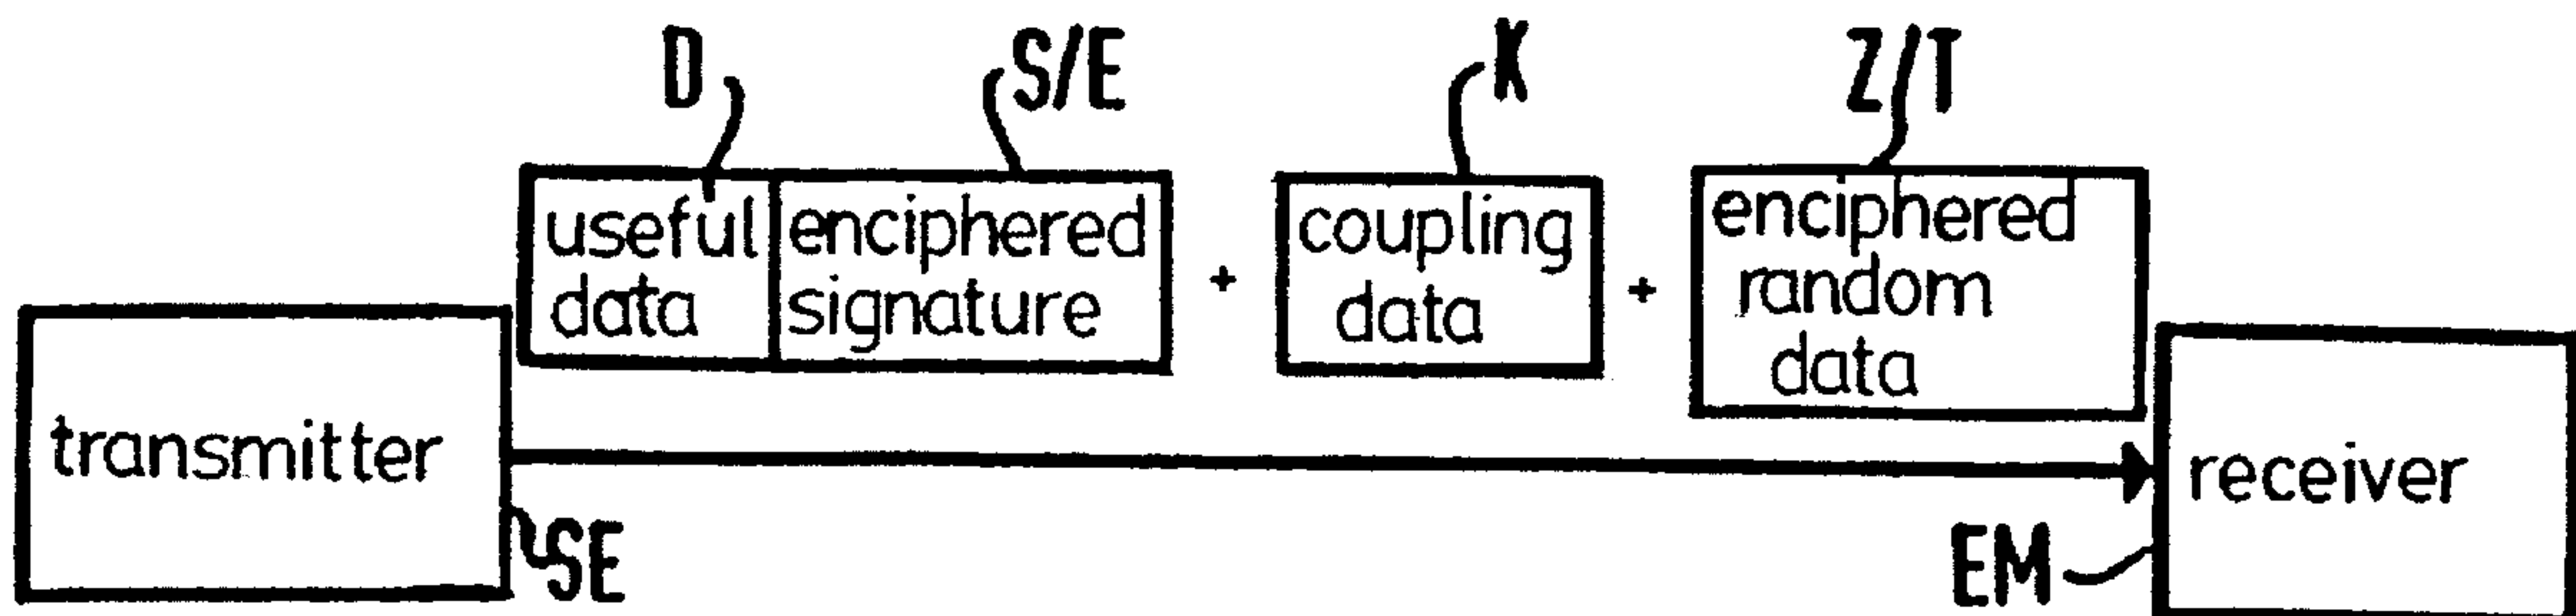 D S/E K Z/T
useful data
enciphered signature
+
coupling data
+
enciphered random data
transmitter
receiver
SE
EM